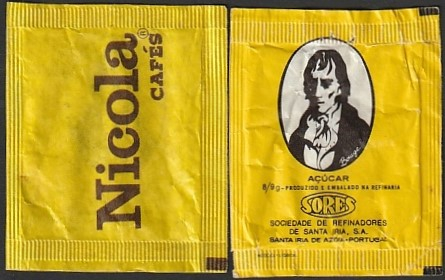 Nicola®
CAFÉS
Bocage
AÇÚCAR
8/9g - PRODUZIDO E EMBALADO NA REFINARIA
SORES
SOCIEDADE DE REFINADORES
DE SANTA IRIA, S.A.
SANTA IRIA DE AZÓIA - PORTUGAL